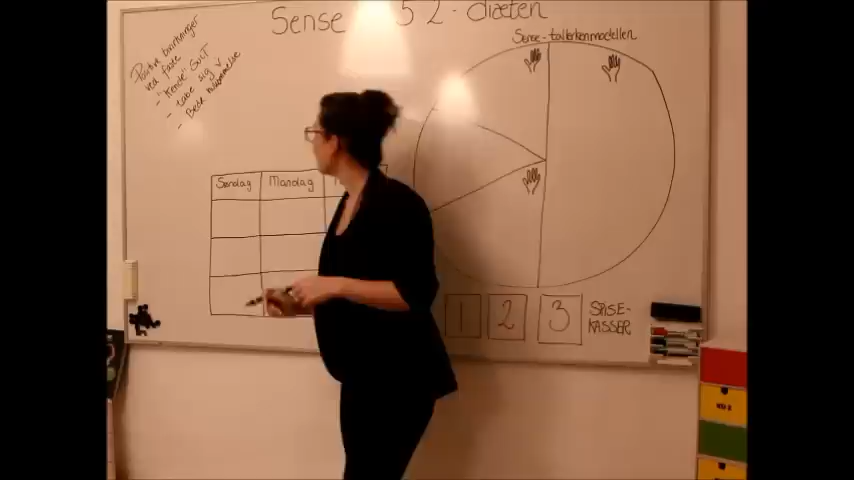 Sense 5 2-diæten
Positive bivirkninger
ved faste
- "Kende" SULT
- tabe sig
- Bedre
Sense-tallerkenmodellen
Søndag Mandag
1 2 3 SPISE-
KASSER